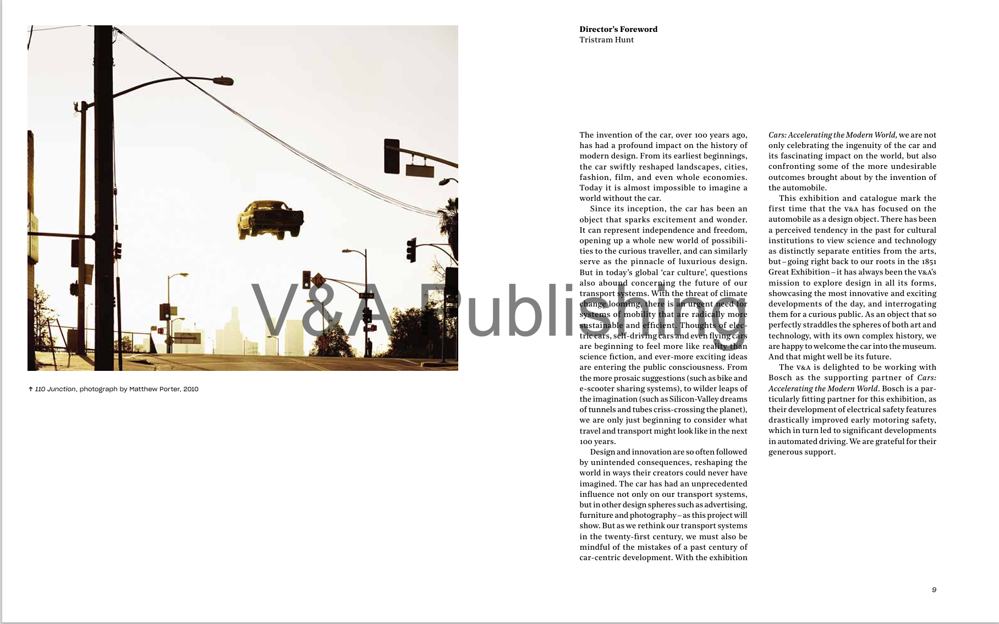 ↑ 110 Junction, photograph by Matthew Porter, 2010
Director’s Foreword
Tristram Hunt
The invention of the car, over 100 years ago,
has had a profound impact on the history of
modern design. From its earliest beginnings,
the car swiftly reshaped landscapes, cities,
fashion, film, and even whole economies.
Today it is almost impossible to imagine a
world without the car.
Since its inception, the car has been an
object that sparks excitement and wonder.
It can represent independence and freedom,
opening up a whole new world of possibili-
ties to the curious traveller, and can similarly
serve as the pinnacle of luxurious design.
But in today’s global ‘car culture’, questions
also abound concerning the future of our
transport systems. With the threat of climate
change looming, there is an urgent need for
systems of mobility that are radically more
sustainable and efficient. Thoughts of elec-
tric cars, self-driving cars and even flying cars
are beginning to feel more like reality than
science fiction, and ever-more exciting ideas
are entering the public consciousness. From
the more prosaic suggestions (such as bike and
e-scooter sharing systems), to wilder leaps of
the imagination (such as Silicon-Valley dreams
of tunnels and tubes criss-crossing the planet),
we are only just beginning to consider what
travel and transport might look like in the next
100 years.
Design and innovation are so often followed
by unintended consequences, reshaping the
world in ways their creators could never have
imagined. The car has had an unprecedented
influence not only on our transport systems,
but in other design spheres such as advertising,
furniture and photography – as this project will
show. But as we rethink our transport systems
in the twenty-first century, we must also be
mindful of the mistakes of a past century of
car-centric development. With the exhibition
Cars: Accelerating the Modern World, we are not
only celebrating the ingenuity of the car and
its fascinating impact on the world, but also
confronting some of the more undesirable
outcomes brought about by the invention of
the automobile.
This exhibition and catalogue mark the
first time that the V&A has focused on the
automobile as a design object. There has been
a perceived tendency in the past for cultural
institutions to view science and technology
as distinctly separate entities from the arts,
but – going right back to our roots in the 1851
Great Exhibition – it has always been the V&A’s
mission to explore design in all its forms,
showcasing the most innovative and exciting
developments of the day, and interrogating
them for a curious public. As an object that so
perfectly straddles the spheres of both art and
technology, with its own complex history, we
are happy to welcome the car into the museum.
And that might well be its future.
The V&A is delighted to be working with
Bosch as the supporting partner of Cars:
Accelerating the Modern World. Bosch is a par-
ticularly fitting partner for this exhibition, as
their development of electrical safety features
drastically improved early motoring safety,
which in turn led to significant developments
in automated driving. We are grateful for their
generous support.
9
V&A Publishing